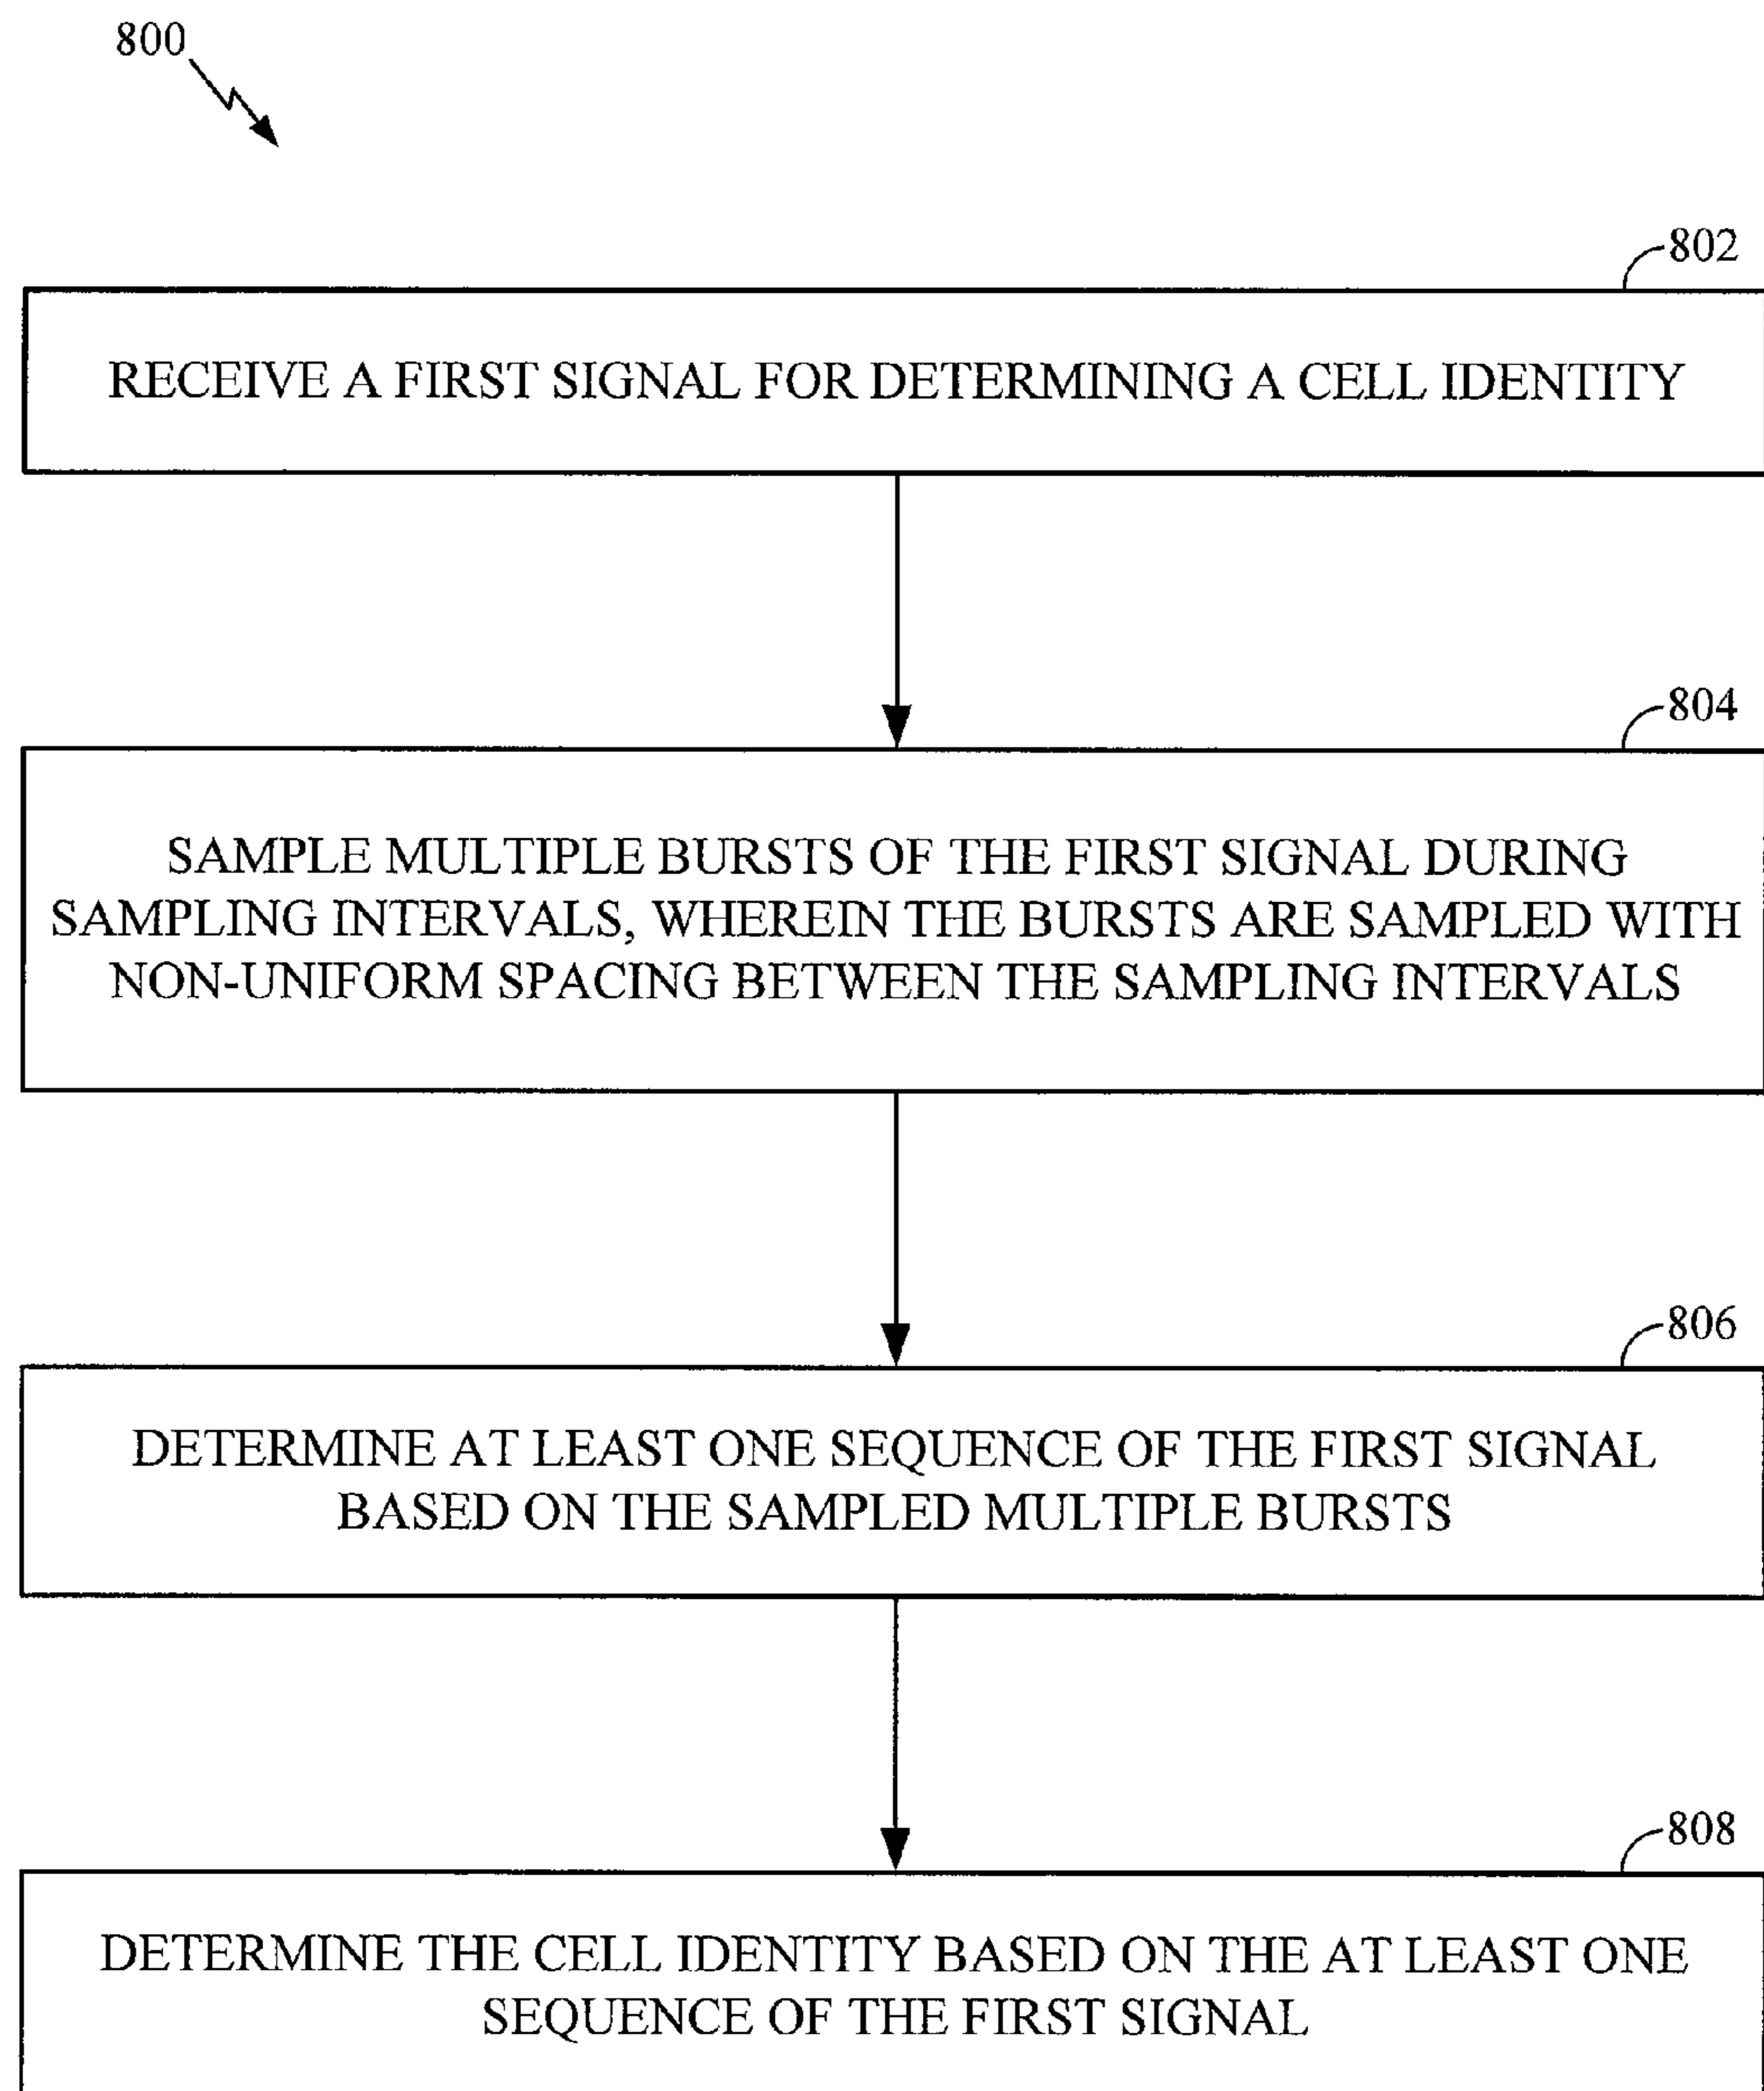 800
802
RECEIVE A FIRST SIGNAL FOR DETERMINING A CELL IDENTITY
804
SAMPLE MULTIPLE BURSTS OF THE FIRST SIGNAL DURING
SAMPLING INTERVALS, WHEREIN THE BURSTS ARE SAMPLED WITH
NON-UNIFORM SPACING BETWEEN THE SAMPLING INTERVALS
806
DETERMINE AT LEAST ONE SEQUENCE OF THE FIRST SIGNAL
BASED ON THE SAMPLED MULTIPLE BURSTS
808
DETERMINE THE CELL IDENTITY BASED ON THE AT LEAST ONE
SEQUENCE OF THE FIRST SIGNAL